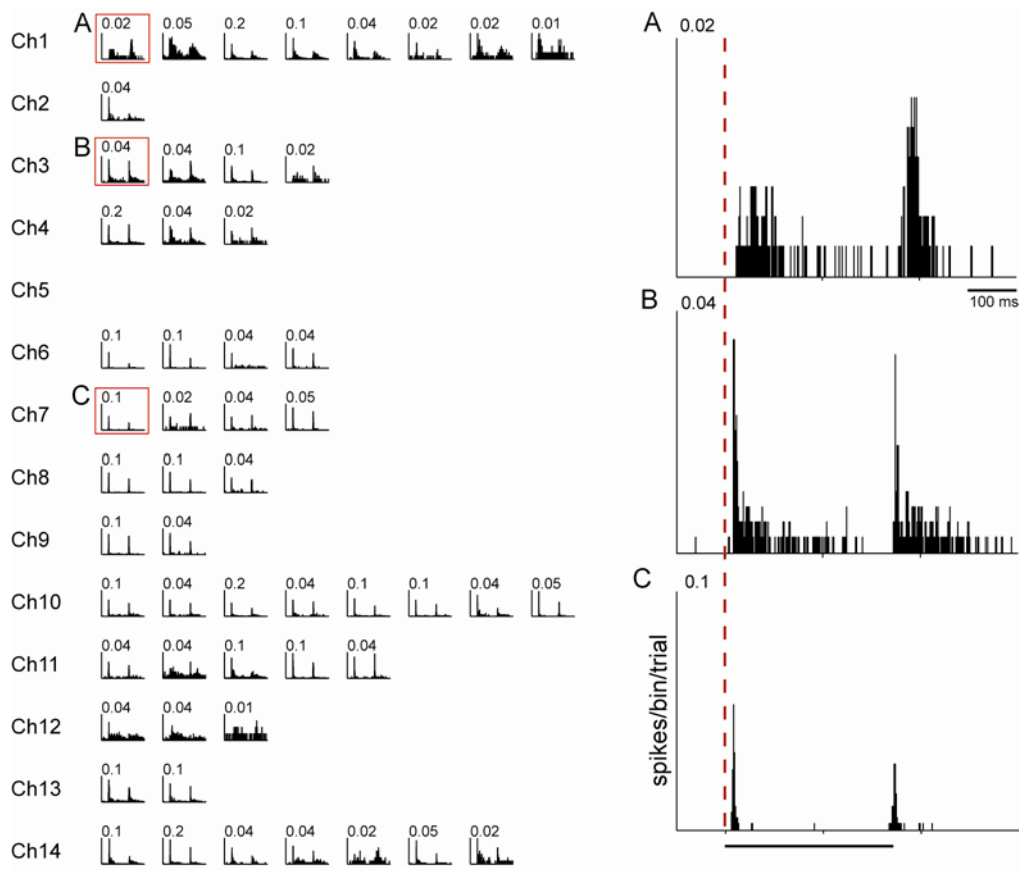 A 0.02 0.05 0.2 0.1 0.04 0.02 0.02 0.01
Ch1
0.04
Ch2
B 0.04 0.04 0.1 0.02
Ch3
0.2 0.04 0.02
Ch4
Ch5
0.1 0.1 0.04 0.04
Ch6
C 0.1 0.02 0.04 0.05
Ch7
0.1 0.1 0.04
Ch8
0.1 0.04
Ch9
0.1 0.04 0.2 0.04 0.1 0.1 0.04 0.05
Ch10
0.04 0.04 0.1 0.1 0.04
Ch11
0.04 0.04 0.01
Ch12
0.1 0.1
Ch13
0.1 0.2 0.04 0.04 0.02 0.05 0.02
Ch14
A 0.02
100 ms
B 0.04
C 0.1
spikes/bin/trial